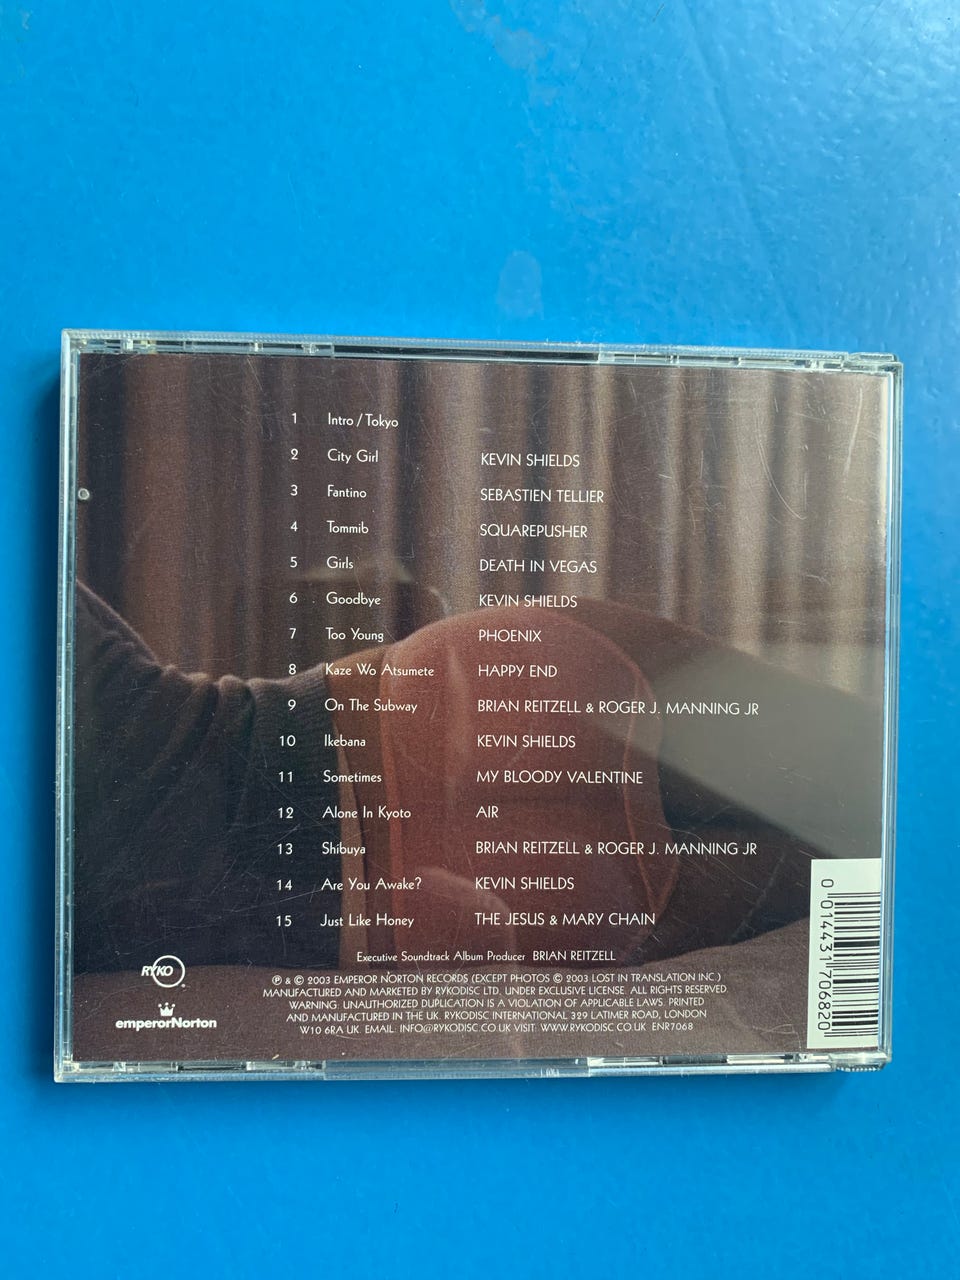 1 Intro / Tokyo
2 City Girl KEVIN SHIELDS
3 Fantino SEBASTIEN TELLIER
4 Tommib SQUAREPUSHER
5 Girls DEATH IN VEGAS
6 Goodbye KEVIN SHIELDS
7 Too Young PHOENIX
8 Kaze Wo Atsumete HAPPY END
9 On The Subway BRIAN REITZELL & ROGER J. MANNING JR
10 Ikebana KEVIN SHIELDS
11 Sometimes MY BLOODY VALENTINE
12 Alone In Kyoto AIR
13 Shibuya BRIAN REITZELL & ROGER J. MANNING JR
14 Are You Awake? KEVIN SHIELDS
15 Just Like Honey THE JESUS & MARY CHAIN
Executive Soundtrack Album Producer BRIAN REITZELL
℗ & © 2003 EMPEROR NORTON RECORDS (EXCEPT PHOTOS © 2003 LOST IN TRANSLATION INC.)
MANUFACTURED AND MARKETED BY RYKODISC LTD. UNDER EXCLUSIVE LICENSE. ALL RIGHTS RESERVED.
WARNING: UNAUTHORIZED DUPLICATION IS A VIOLATION OF APPLICABLE LAWS. PRINTED
AND MANUFACTURED IN THE UK. RYKODISC INTERNATIONAL 329 LATIMER ROAD, LONDON
W10 6RA UK. EMAIL: INFO@RYKODISC.CO.UK VISIT: WWW.RYKODISC.CO.UK ENR7068
RYKO
emperorNorton
0 014431 706820